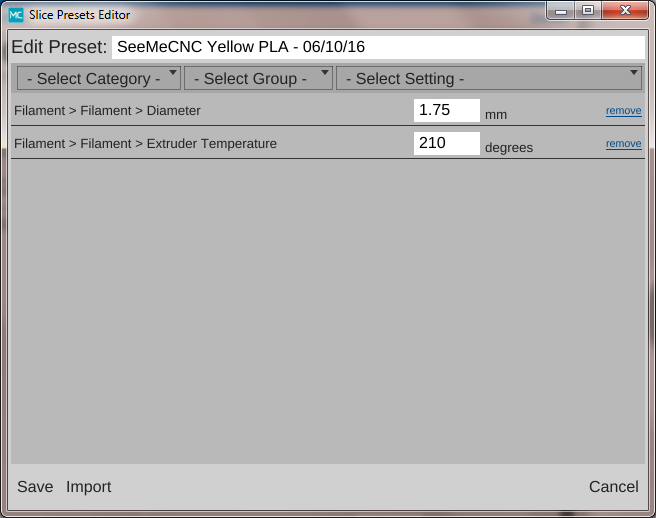 MC Slice Presets Editor
Edit Preset: SeeMeCNC Yellow PLA - 06/10/16
- Select Category - - Select Group - - Select Setting -
Filament > Filament > Diameter 1.75 mm remove
Filament > Filament > Extruder Temperature 210 degrees remove
Save Import Cancel